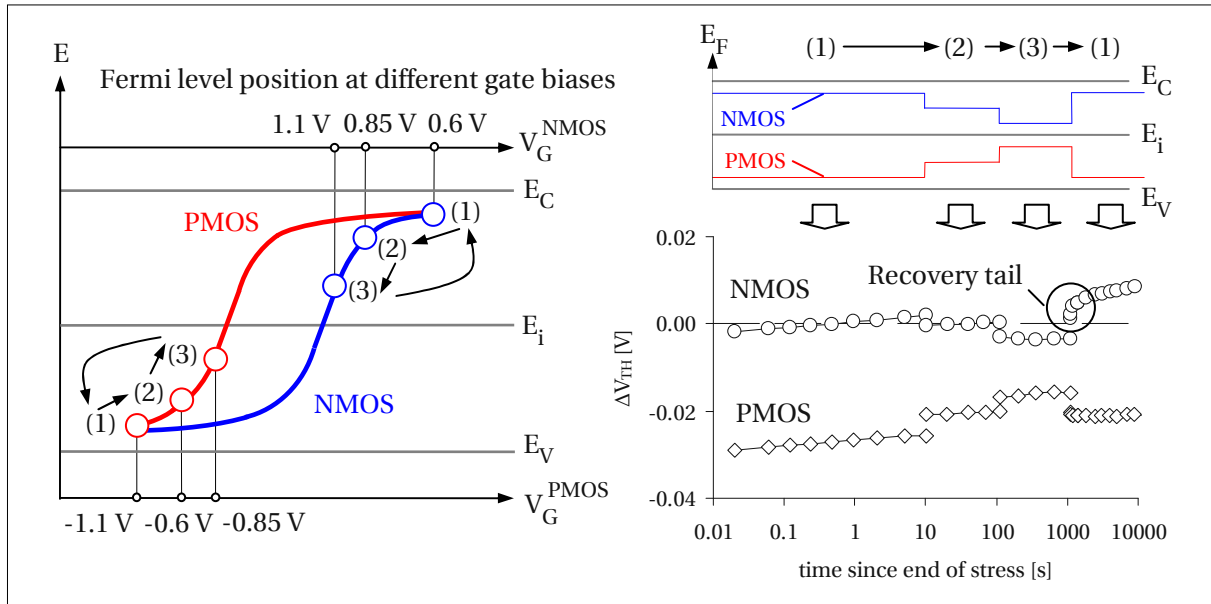 E
Fermi level position at different gate biases
1.1 V 0.85 V 0.6 V
V_G^NMOS
E_C
PMOS
(1)
(2)
(3)
E_i
(3)
(2)
(1)
NMOS
E_V
V_G^PMOS
-1.1 V -0.6 V -0.85 V
E_F (1) (2) (3) (1)
E_C
NMOS
E_i
PMOS
E_V
0.02
0.00
-0.02
-0.04
ΔV_TH [V]
NMOS
Recovery tail
PMOS
0.01 0.1 1 10 100 1000 10000
time since end of stress [s]